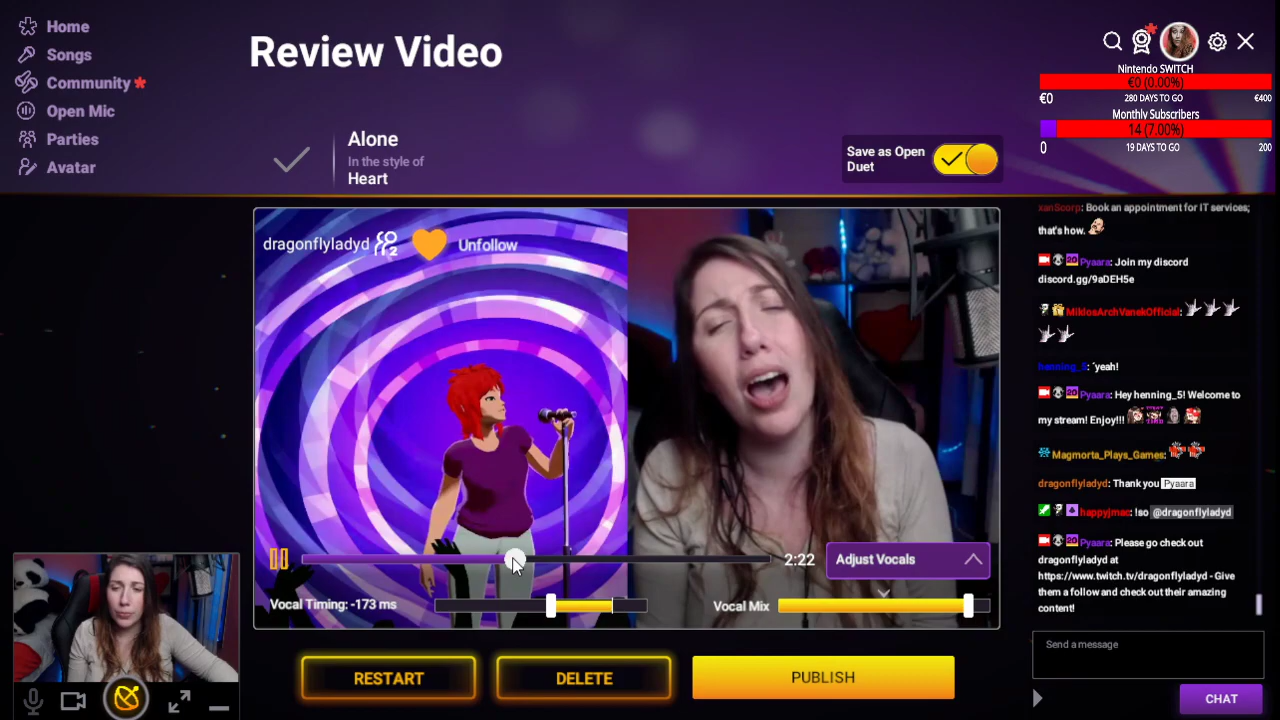 Home
Songs
Community *
Open Mic
Parties
Avatar
Review Video
Alone
In the style of
Heart
Save as Open
Duet
Nintendo SWITCH
€0 (0.00%)
€0 280 DAYS TO GO €400
Monthly Subscribers
14 (7.00%)
0 19 DAYS TO GO 200
dragonflyladyd 2 Unfollow
2:22
Adjust Vocals
Vocal Timing: -173 ms
Vocal Mix
RESTART
DELETE
PUBLISH
xanScorp: Book an appointment for IT services;
that's how.
Pyaara: Join my discord
discord.gg/9aDEH5e
MiklosArchVanekOfficial:
henning_5: 'yeah!
Pyaara: Hey henning_5! Welcome to
my stream! Enjoy!!!
Magmorta_Plays_Games:
dragonflyladyd: Thank you Pyaara
happyjmac: !so @dragonflyladyd
Pyaara: Please go check out
dragonflyladyd at
https://www.twitch.tv/dragonflyladyd - Give
them a follow and check out their amazing
content!
Send a message
CHAT